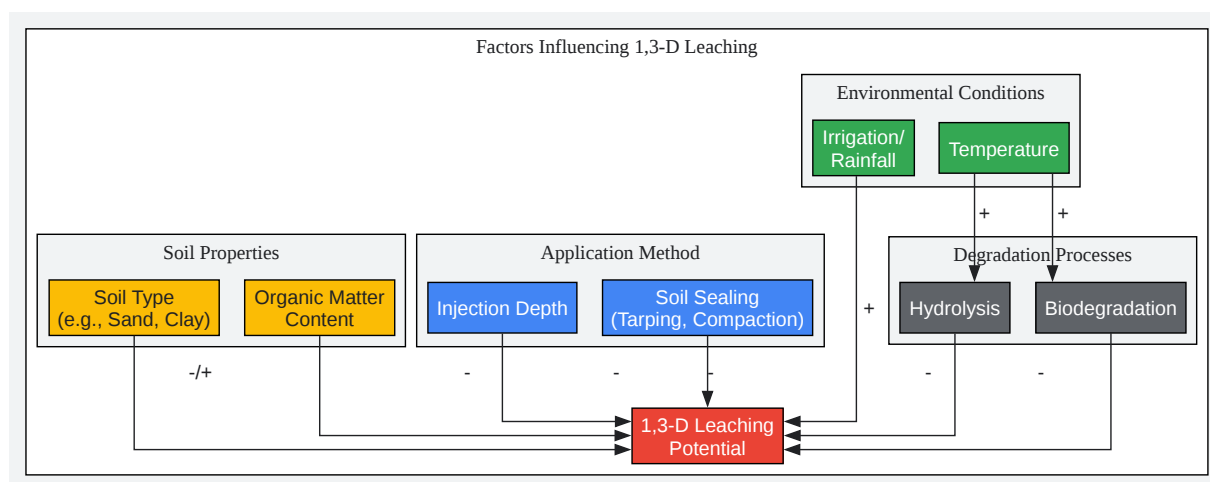 Factors Influencing 1,3-D Leaching
Environmental Conditions
Irrigation/
Rainfall
Temperature
+
+
Soil Properties
Soil Type
(e.g., Sand, Clay)
Organic Matter
Content
Application Method
Injection Depth
Soil Sealing
(Tarping, Compaction)
Degradation Processes
Hydrolysis
Biodegradation
+
-/+
-
-
-
-
-
1,3-D Leaching
Potential